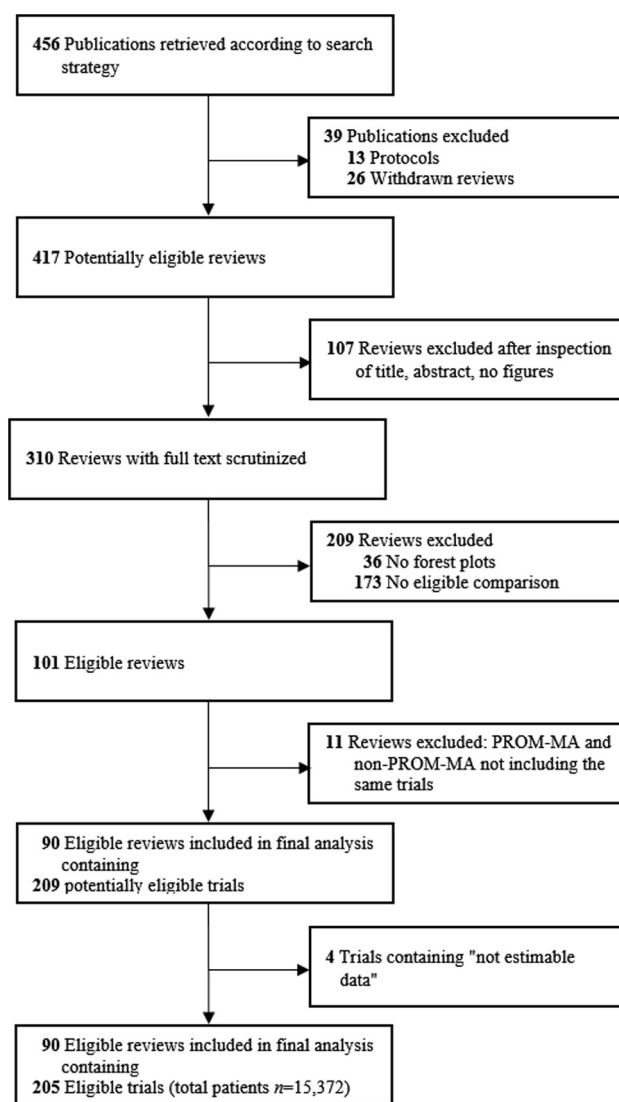 456 Publications retrieved according to search
strategy
39 Publications excluded
13 Protocols
26 Withdrawn reviews
417 Potentially eligible reviews
107 Reviews excluded after inspection
of title, abstract, no figures
310 Reviews with full text scrutinized
209 Reviews excluded
36 No forest plots
173 No eligible comparison
101 Eligible reviews
11 Reviews excluded: PROM-MA and
non-PROM-MA not including the
same trials
90 Eligible reviews included in final analysis
containing
209 potentially eligible trials
4 Trials containing "not estimable
data"
90 Eligible reviews included in final analysis
containing
205 Eligible trials (total patients n=15,372)